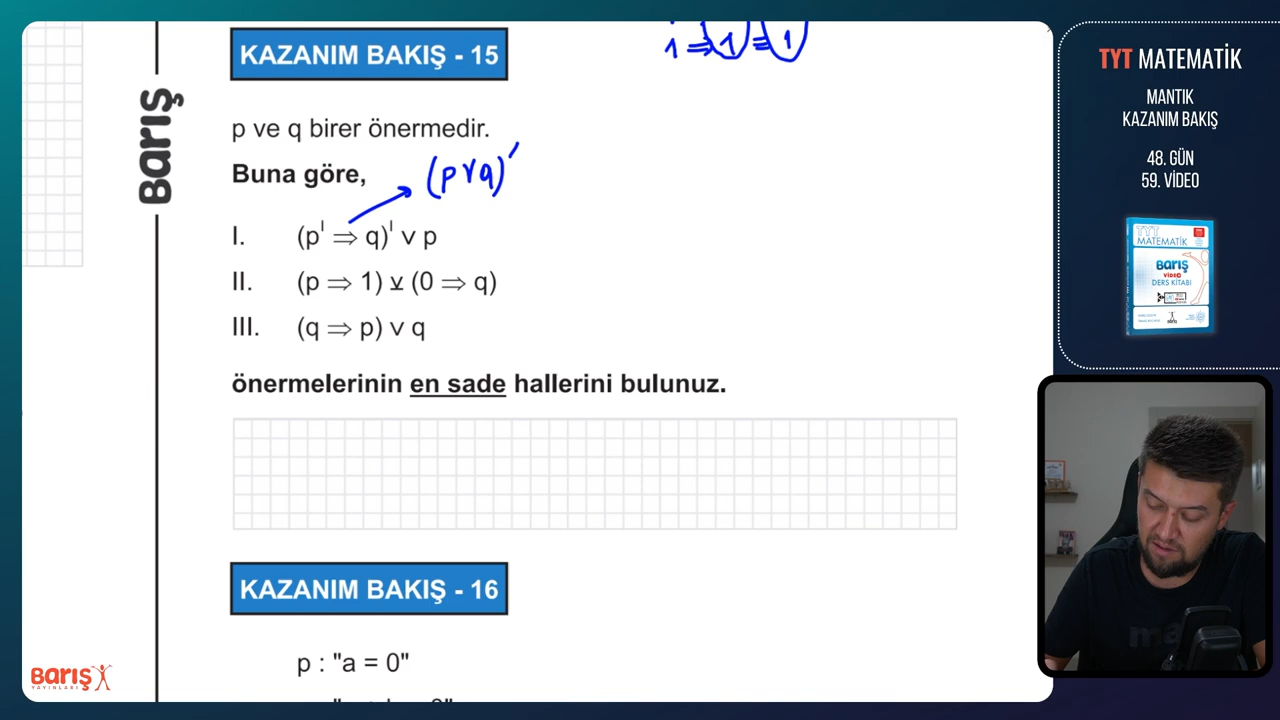 KAZANIM BAKIŞ - 15
1 ⇒ 1 ≡ 1
TYT MATEMATİK
MANTIK
KAZANIM BAKIŞ
48. GÜN
59. VİDEO
TYT
MATEMATİK
BARIŞ
VİDEO
DERS KİTABI
BARIŞ
p ve q birer önermedir.
Buna göre,
(p ∨ q)'
I. (p' ⇒ q)' ∨ p
II. (p ⇒ 1) ⊻ (0 ⇒ q)
III. (q ⇒ p) ∨ q
önermelerinin en sade hallerini bulunuz.
KAZANIM BAKIŞ - 16
p : "a = 0"
BARIŞ
YAYINLARI